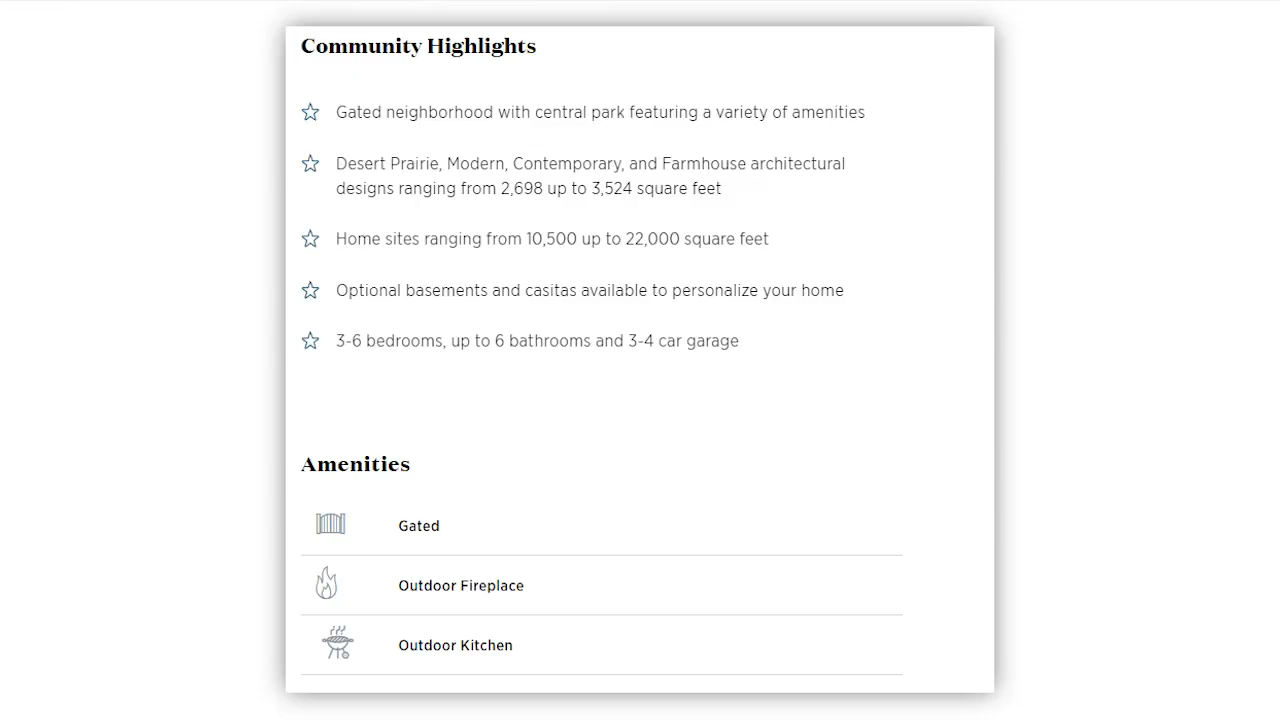 Community Highlights
Gated neighborhood with central park featuring a variety of amenities
Desert Prairie, Modern, Contemporary, and Farmhouse architectural
designs ranging from 2,698 up to 3,524 square feet
Home sites ranging from 10,500 up to 22,000 square feet
Optional basements and casitas available to personalize your home
3-6 bedrooms, up to 6 bathrooms and 3-4 car garage
Amenities
Gated
Outdoor Fireplace
Outdoor Kitchen